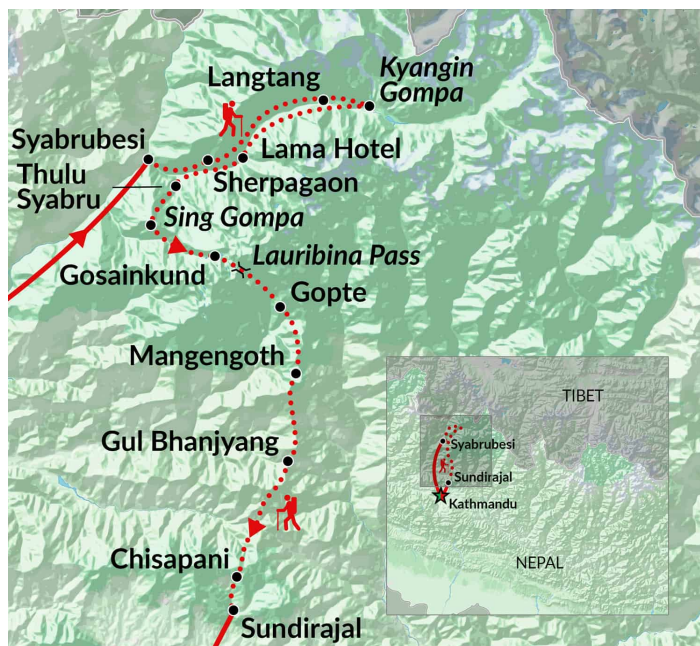 Kyangin
Gompa
Langtang
Syabrubesi
Lama Hotel
Thulu
Syabru
Sherpagaon
Sing Gompa
Lauribina Pass
Gosainkund
Gopte
Mangengoth
Gul Bhanjyang
Chisapani
Sundirajal
TIBET
Syabrubesi
Sundirajal
Kathmandu
NEPAL